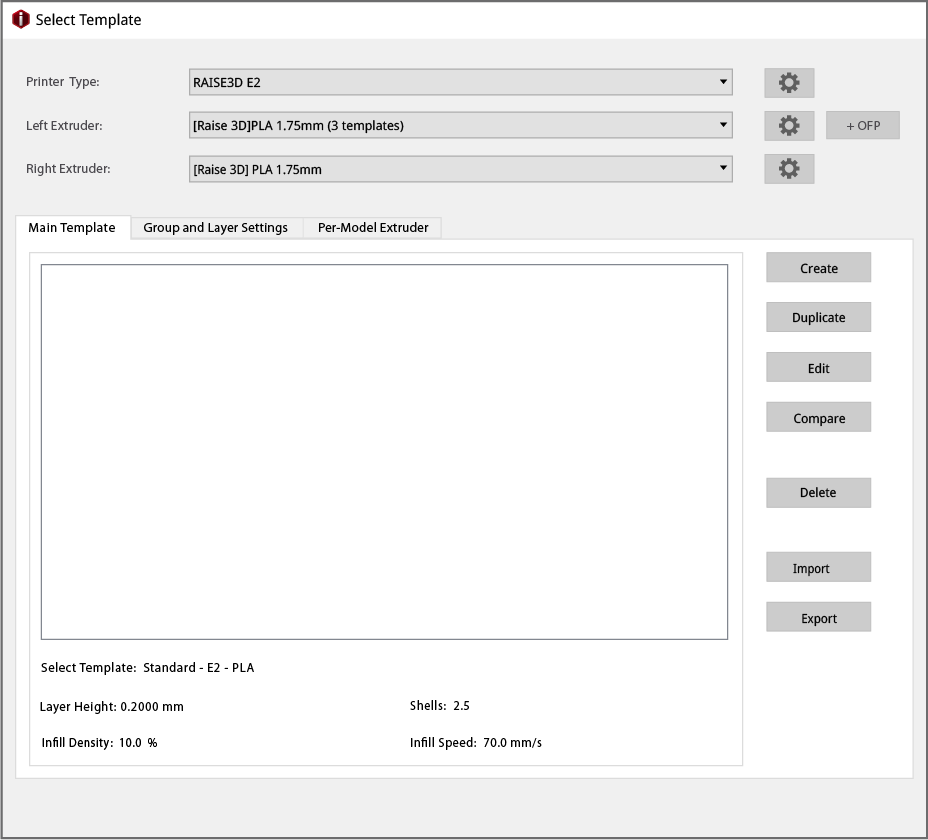 Select Template
Printer Type: RAISE3D E2
Left Extruder: [Raise 3D]PLA 1.75mm (3 templates) + OFP
Right Extruder: [Raise 3D] PLA 1.75mm
Main Template Group and Layer Settings Per-Model Extruder
Create
Duplicate
Edit
Compare
Delete
Import
Export
Select Template: Standard - E2 - PLA
Layer Height: 0.2000 mm Shells: 2.5
Infill Density: 10.0 % Infill Speed: 70.0 mm/s